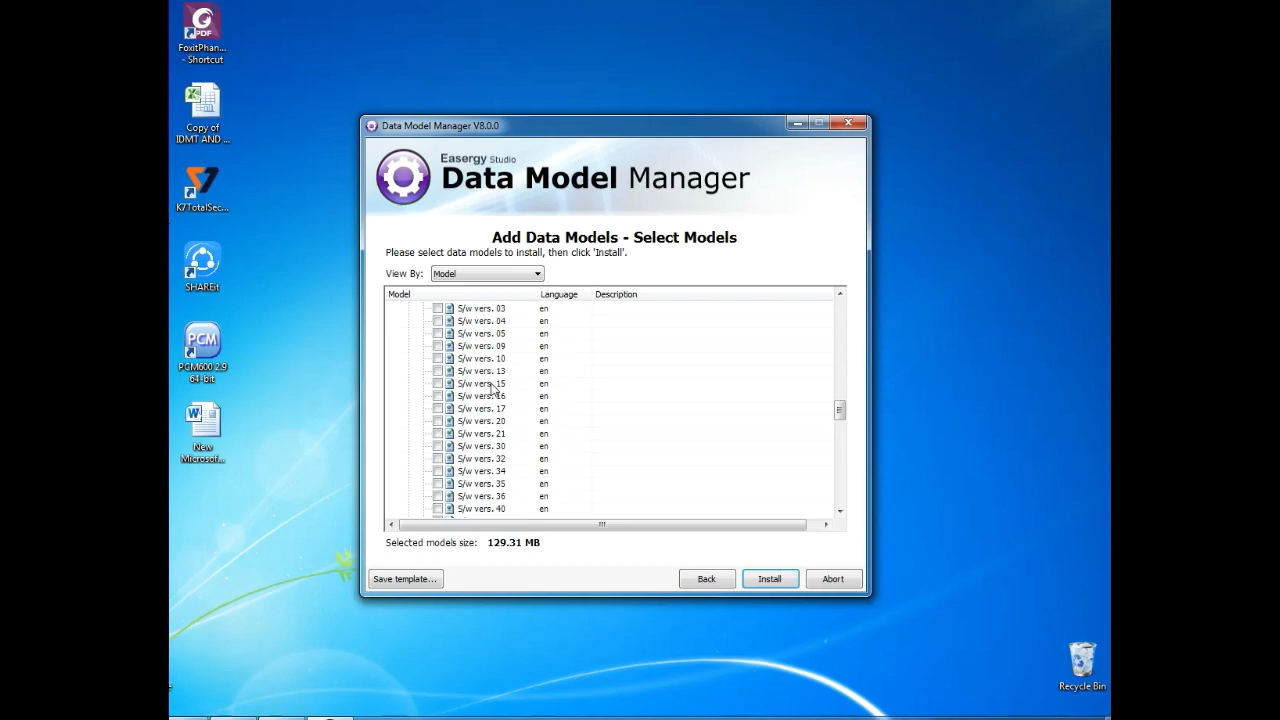 FoxitPhan...
- Shortcut
Copy of
IDMT AND ...
K7TotalSec...
SHAREit
PCM
PCM600 2.9
64-bit
New
Microsof...
Data Model Manager V8.0.0
Easergy Studio
Data Model Manager
Add Data Models - Select Models
Please select data models to install, then click 'Install'.
View By: Model
Model Language Description
S/w vers. 03 en
S/w vers. 04 en
S/w vers. 05 en
S/w vers. 09 en
S/w vers. 10 en
S/w vers. 13 en
S/w vers. 15 en
S/w vers. 16 en
S/w vers. 17 en
S/w vers. 20 en
S/w vers. 21 en
S/w vers. 30 en
S/w vers. 32 en
S/w vers. 34 en
S/w vers. 35 en
S/w vers. 36 en
S/w vers. 40 en
Selected models size: 129.31 MB
Save template... Back Install Abort
Recycle Bin